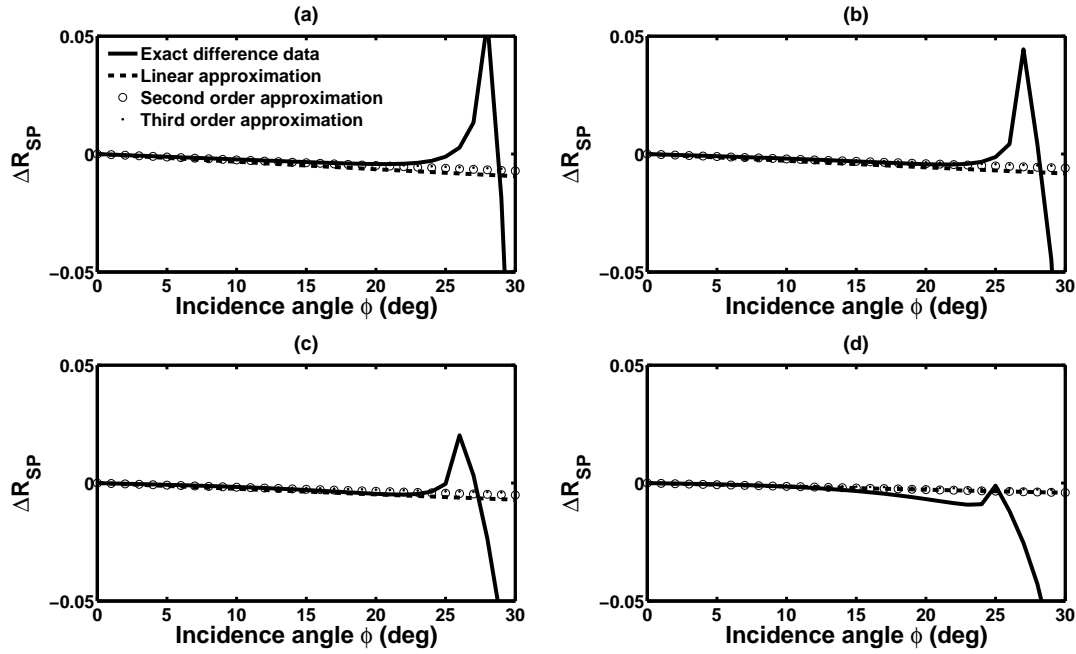 (a)
0.05
0
−0.05
ΔR_SP
Exact difference data
Linear approximation
Second order approximation
Third order approximation
0 5 10 15 20 25 30
Incidence angle ϕ (deg)
(b)
0.05
0
−0.05
ΔR_SP
0 5 10 15 20 25 30
Incidence angle ϕ (deg)
(c)
0.05
0
−0.05
ΔR_SP
0 5 10 15 20 25 30
Incidence angle ϕ (deg)
(d)
0.05
0
−0.05
ΔR_SP
0 5 10 15 20 25 30
Incidence angle ϕ (deg)